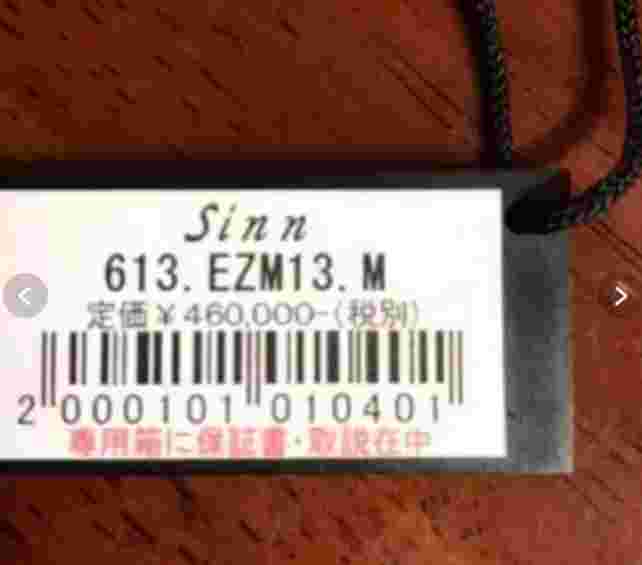 Sinn
613.EZM13.M
定価¥460,000-(税別)
2 000101 010401
専用箱に保証書・取説在中